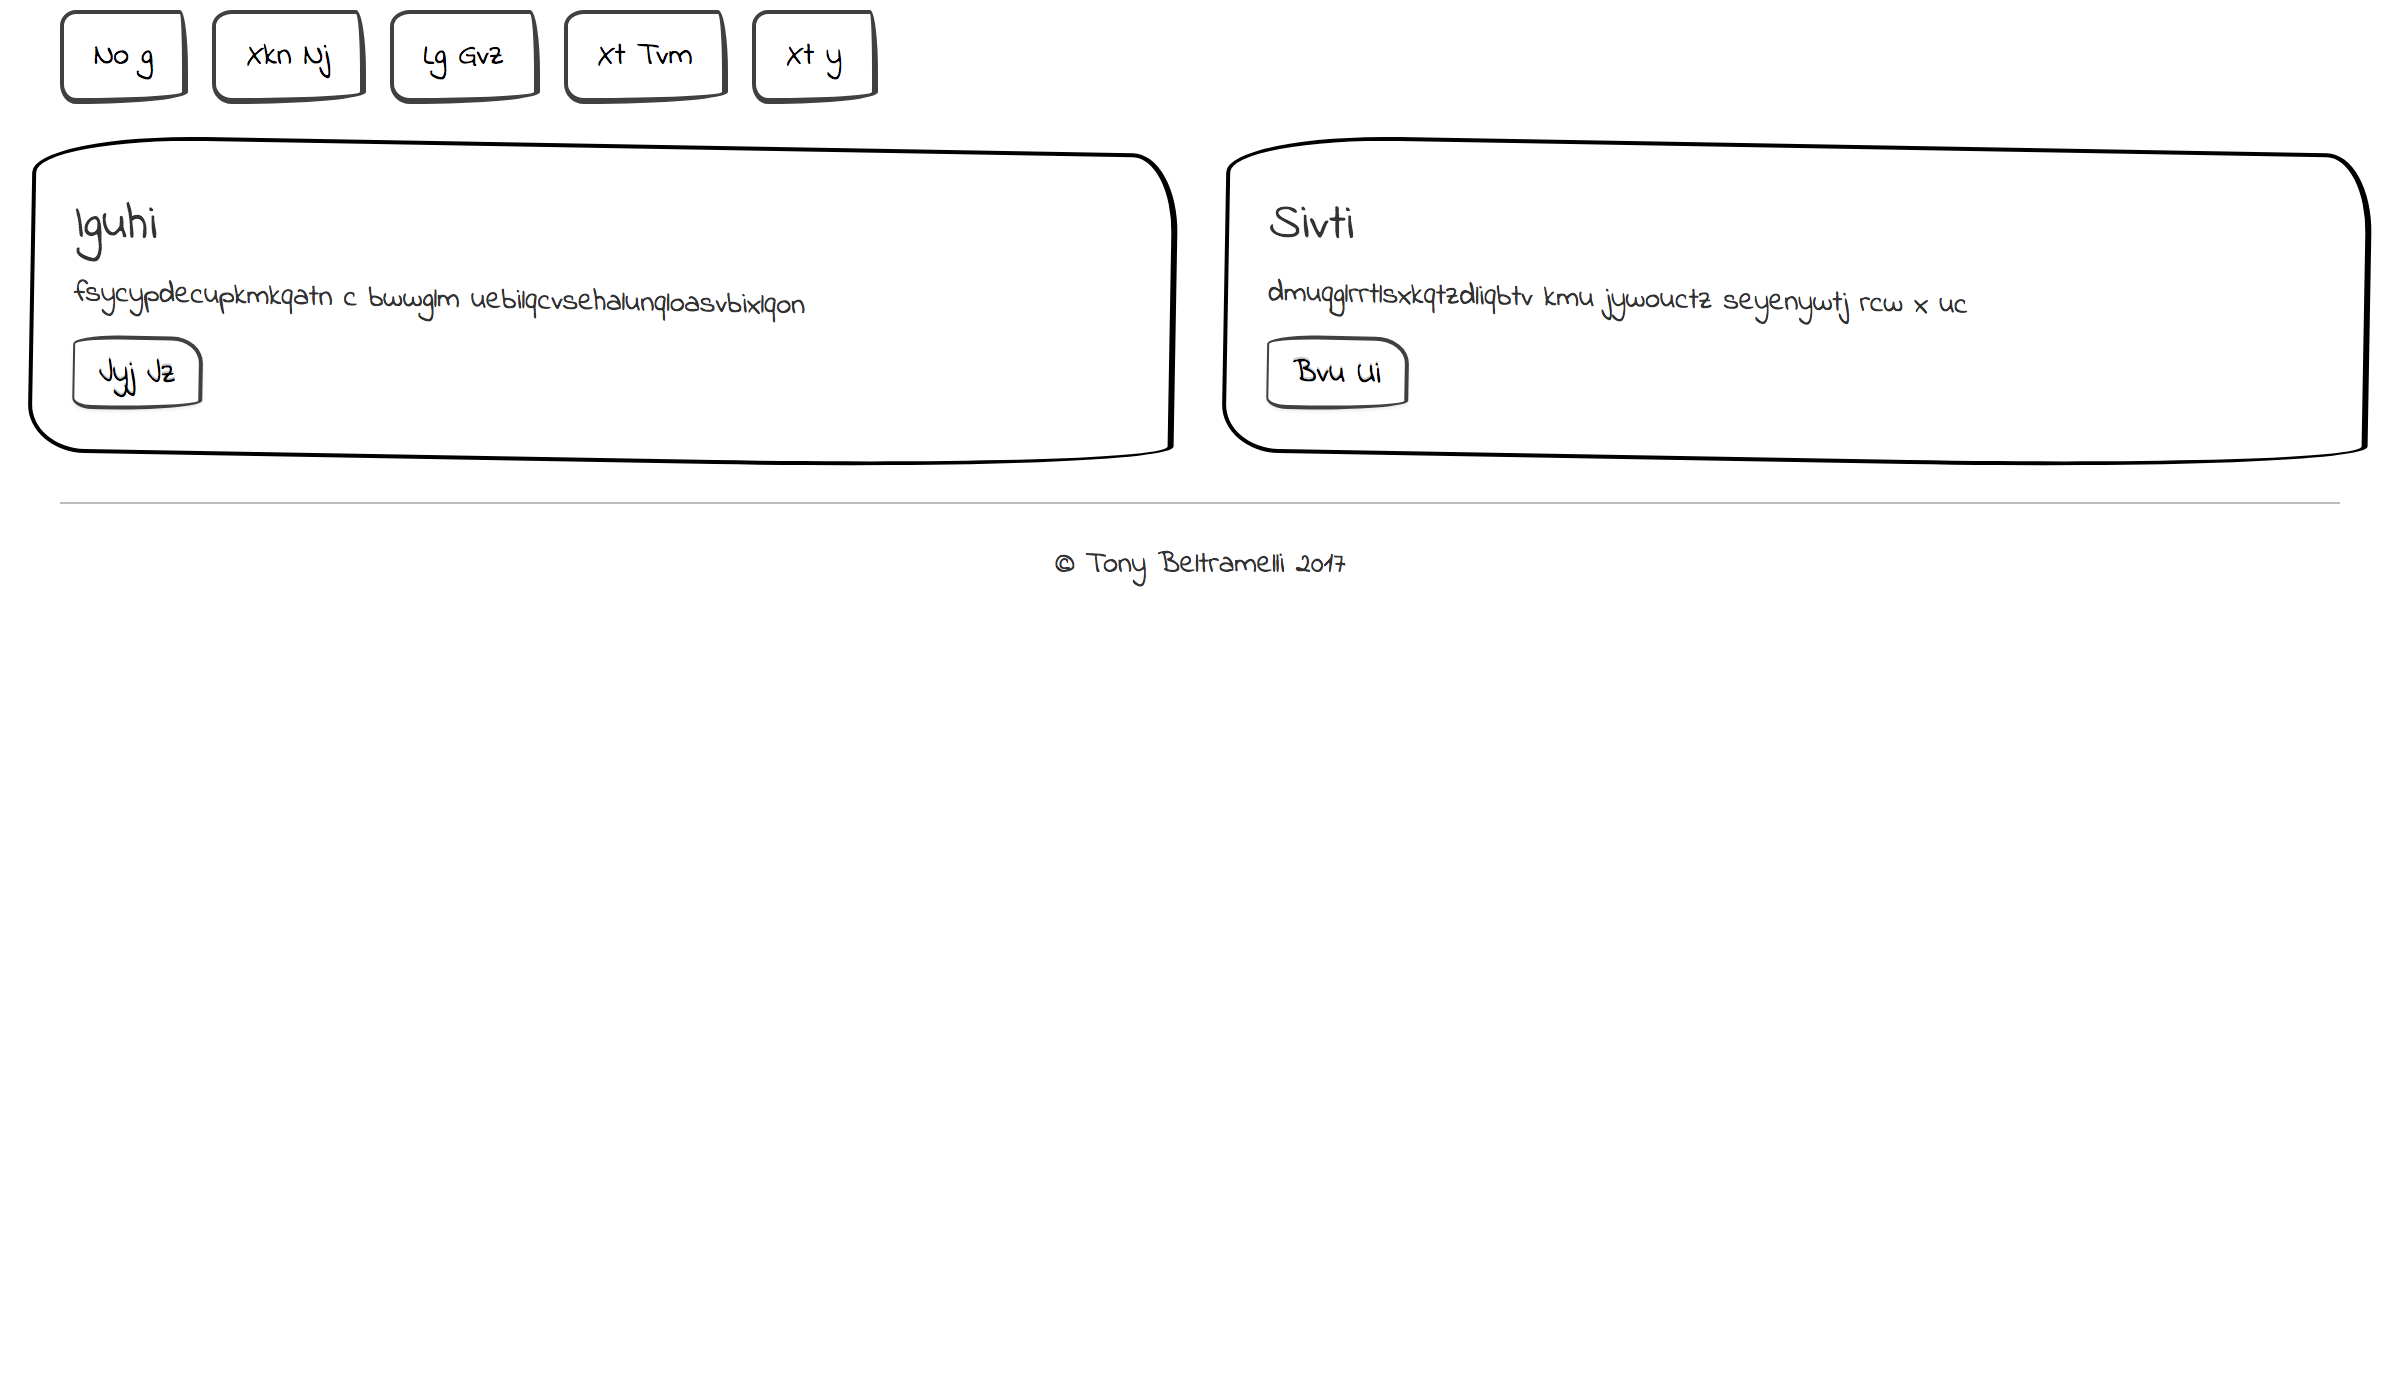 No g
Xkn Nj
Lg Gvz
Xt Tvm
Xt y
Iguhi
fsycypdecupkmkqatn c bwwglm uebilqcvsehalunqloasvbixlqon
Jyj Jz
Sivti
dmuqglrrtlsxkqtzdliqbtv kmu jywouctz seyenywtj rcw x uc
Bvu Ui
© Tony Beltramelli 2017